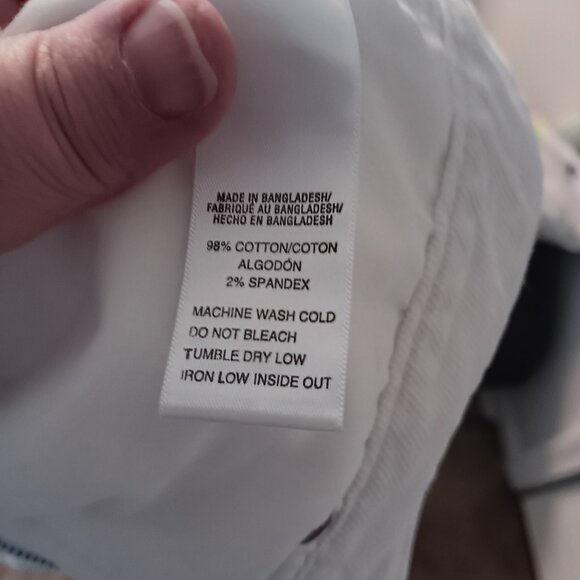 MADE IN BANGLADESH/
FABRIQUÉ AU BANGLADESH/
HECHO EN BANGLADESH
98% COTTON/COTON
ALGODÓN
2% SPANDEX
MACHINE WASH COLD
DO NOT BLEACH
TUMBLE DRY LOW
IRON LOW INSIDE OUT